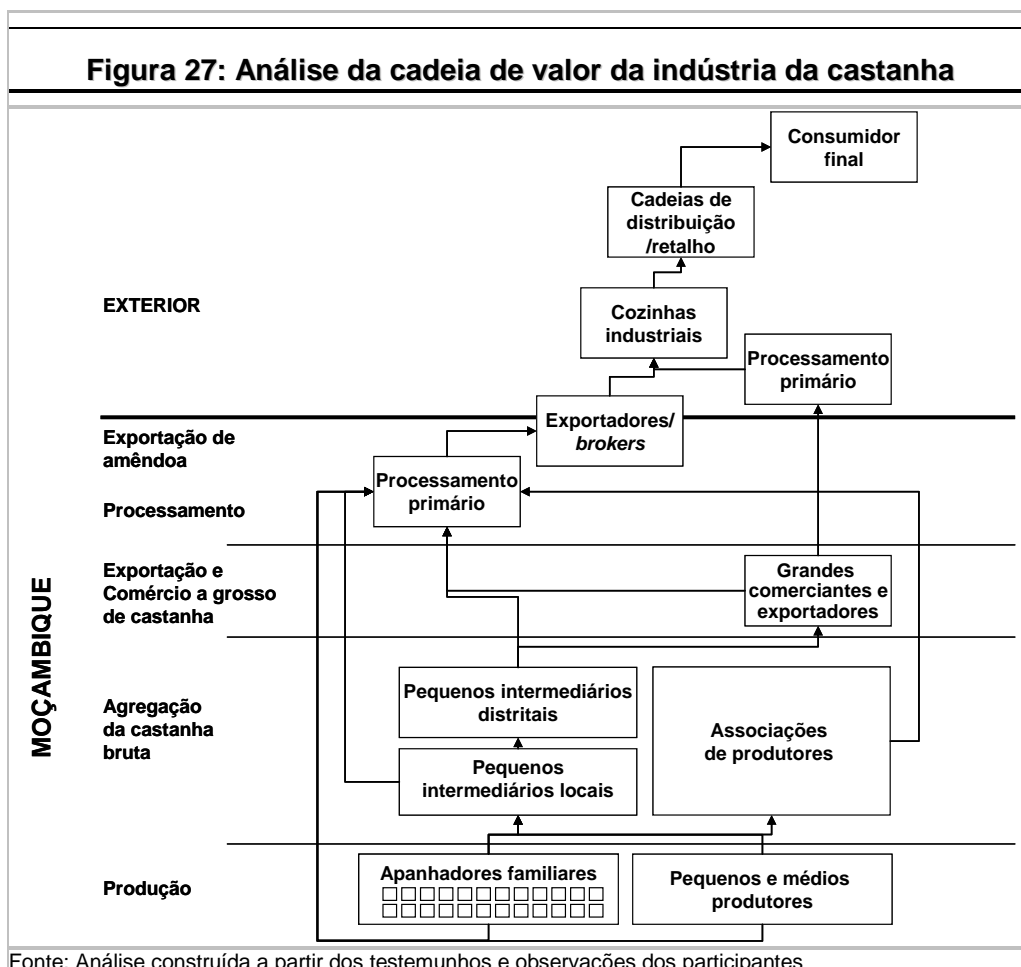 Figura 27: Análise da cadeia de valor da indústria da castanha
Consumidor
final
Cadeias de
distribuição
/retalho
EXTERIOR
Cozinhas
industriais
Processamento
primário
Exportadores/
brokers
Exportação de
amêndoa
Processamento
primário
Processamento
MOÇAMBIQUE
Exportação e
Comércio a grosso
de castanha
Grandes
comerciantes e
exportadores
Agregação
da castanha
bruta
Pequenos intermediários
distritais
Associações
de produtores
Pequenos
intermediários locais
Produção
Apanhadores familiares
Pequenos e médios
produtores
Fonte: Análise construída a partir dos testemunhos e observações dos participantes